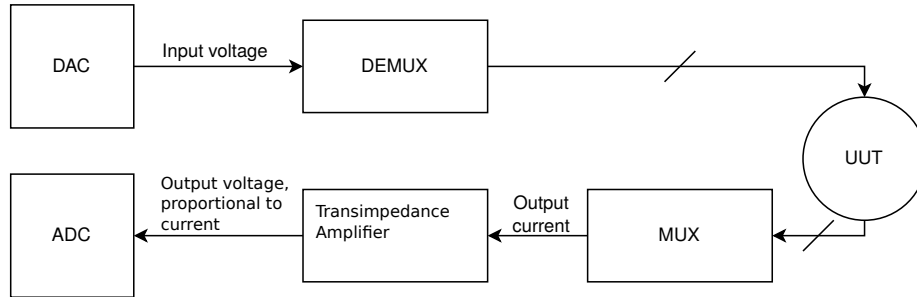 DAC
Input voltage
DEMUX
UUT
ADC
Output voltage,
proportional to
current
Transimpedance
Amplifier
Output
current
MUX